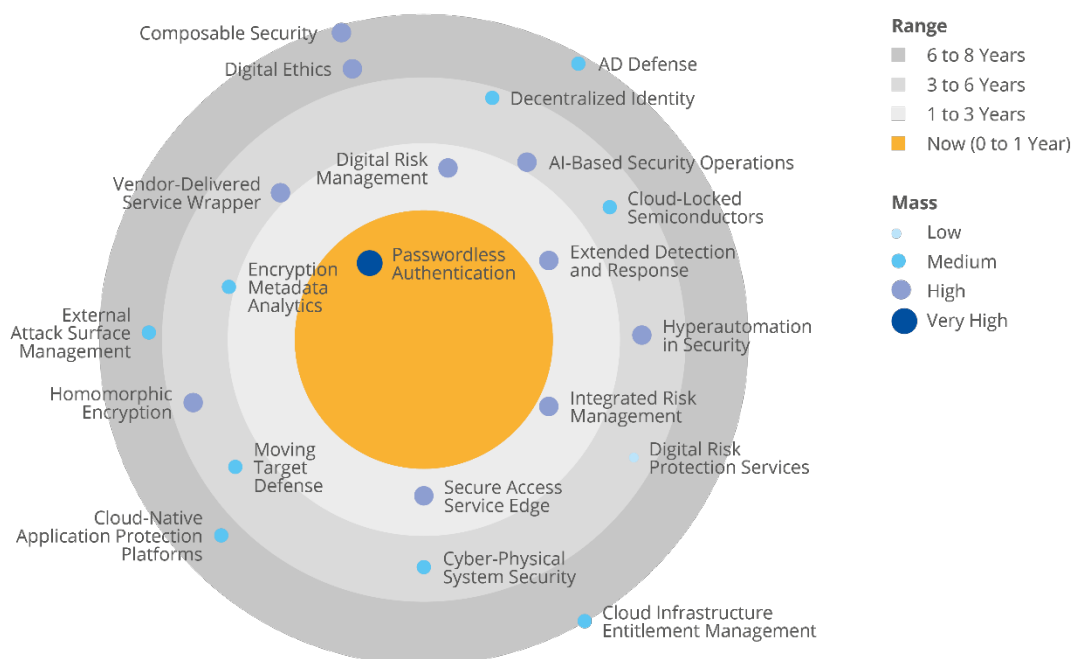 Composable Security
Digital Ethics
AD Defense
Decentralized Identity
Digital Risk
Management
AI-Based Security Operations
Vendor-Delivered
Service Wrapper
Cloud-Locked
Semiconductors
Passwordless
Authentication
Extended Detection
and Response
Encryption
Metadata
Analytics
External
Attack Surface
Management
Hyperautomation
in Security
Homomorphic
Encryption
Integrated Risk
Management
Moving
Target
Defense
Digital Risk
Protection Services
Secure Access
Service Edge
Cloud-Native
Application Protection
Platforms
Cyber-Physical
System Security
Cloud Infrastructure
Entitlement Management
Range
6 to 8 Years
3 to 6 Years
1 to 3 Years
Now (0 to 1 Year)
Mass
Low
Medium
High
Very High